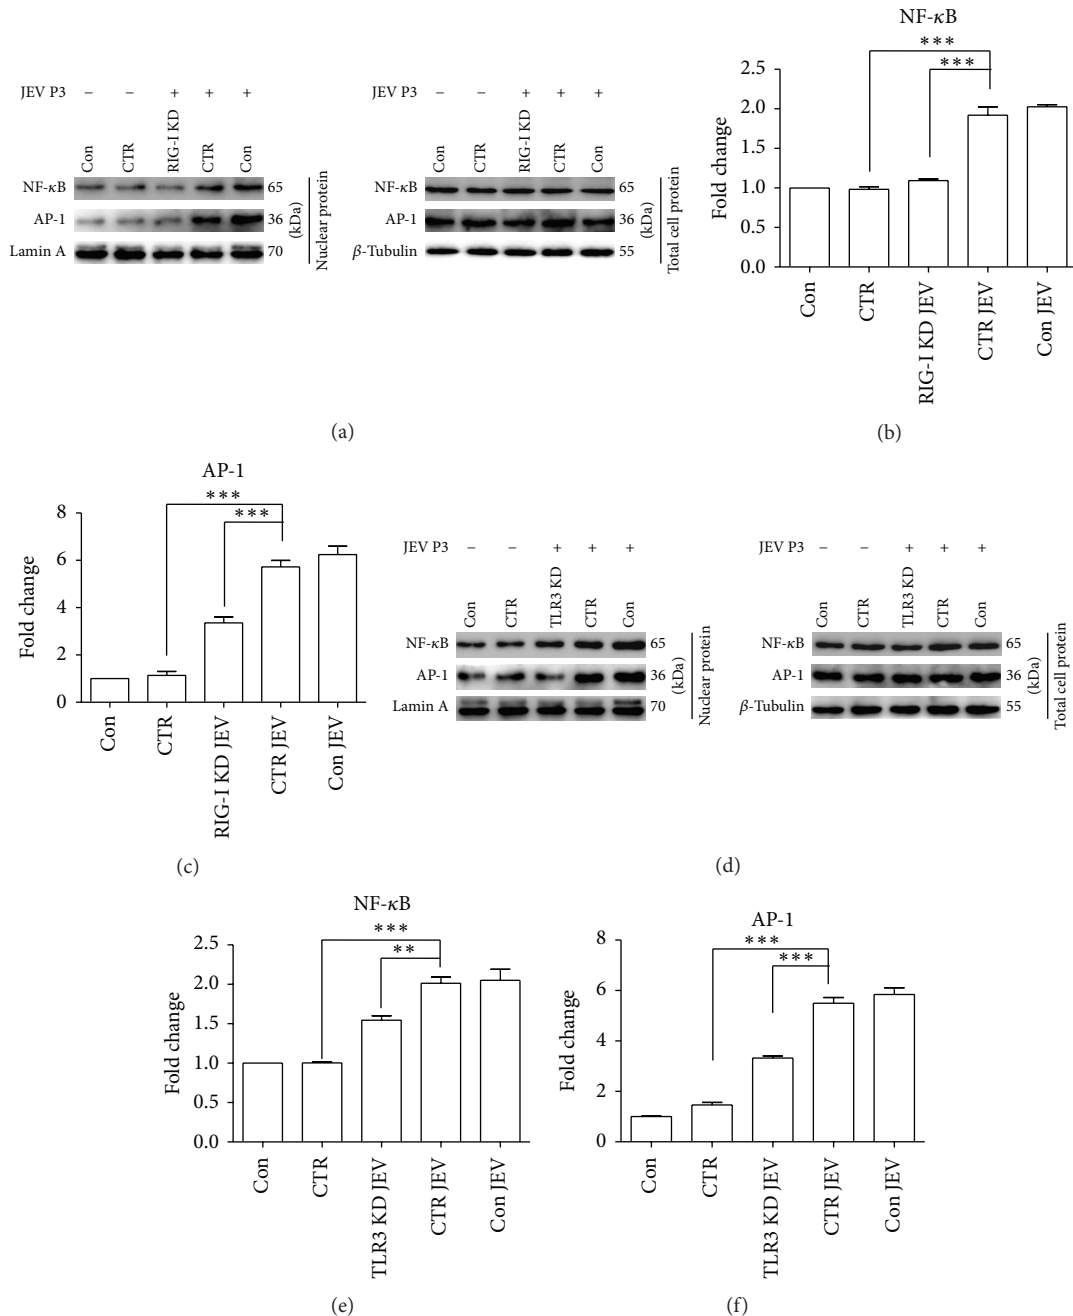 JEV P3 – – + + +
Con CTR RIG-I KD CTR Con
NF-κB 65
AP-1 36
Lamin A 70
(kDa)
Nuclear protein
JEV P3 – – + + +
Con CTR RIG-I KD CTR Con
NF-κB 65
AP-1 36
β-Tubulin 55
(kDa)
Total cell protein
(a)
NF-κB
***
***
Fold change
2.5
2.0
1.5
1.0
0.5
0.0
Con CTR RIG-I KD JEV CTR JEV Con JEV
(b)
AP-1
***
***
Fold change
8
6
4
2
0
Con CTR RIG-I KD JEV CTR JEV Con JEV
(c)
JEV P3 – – + + +
Con CTR TLR3 KD CTR Con
NF-κB 65
AP-1 36
Lamin A 70
(kDa)
Nuclear protein
JEV P3 – – + + +
Con CTR TLR3 KD CTR Con
NF-κB 65
AP-1 36
β-Tubulin 55
(kDa)
Total cell protein
(d)
NF-κB
***
**
Fold change
2.5
2.0
1.5
1.0
0.5
0.0
Con CTR TLR3 KD JEV CTR JEV Con JEV
(e)
AP-1
***
***
Fold change
8
6
4
2
0
Con CTR TLR3 KD JEV CTR JEV Con JEV
(f)